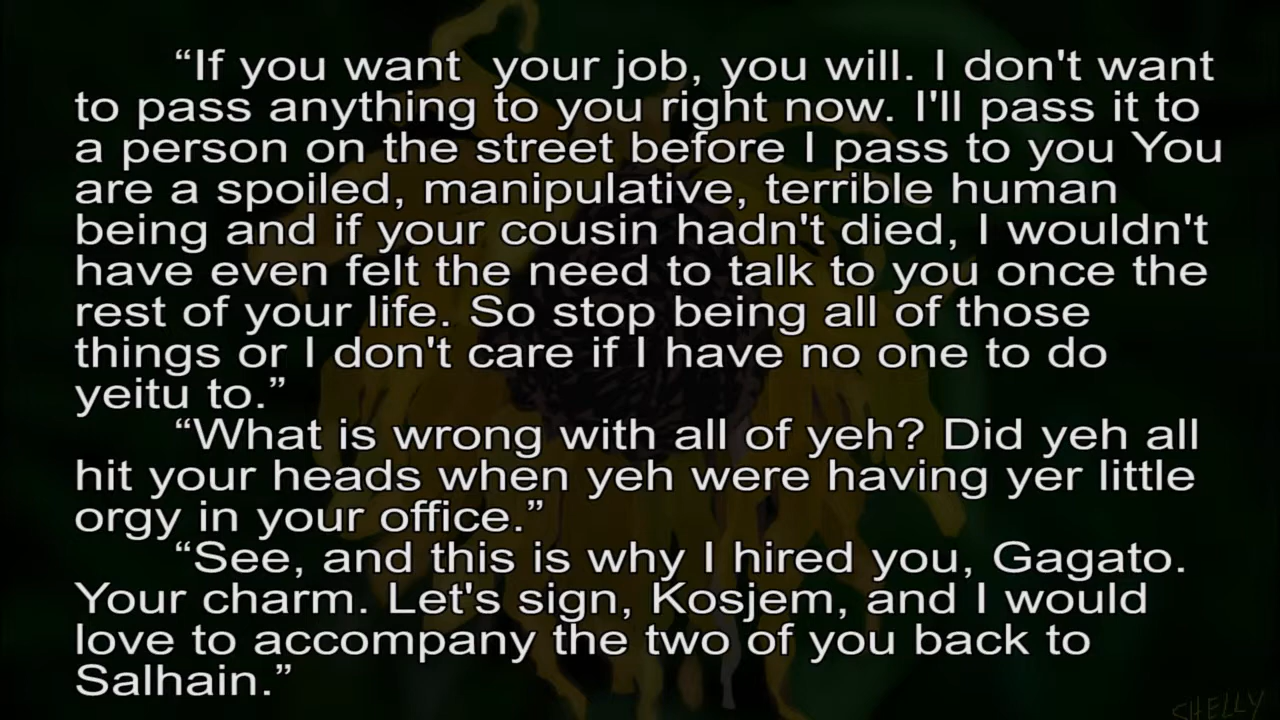 “If you want  your job, you will. I don't want
to pass anything to you right now. I'll pass it to
a person on the street before I pass to you You
are a spoiled, manipulative, terrible human
being and if your cousin hadn't died, I wouldn't
have even felt the need to talk to you once the
rest of your life. So stop being all of those
things or I don't care if I have no one to do
yeitu to.”
“What is wrong with all of yeh? Did yeh all
hit your heads when yeh were having yer little
orgy in your office.”
“See, and this is why I hired you, Gagato.
Your charm. Let's sign, Kosjem, and I would
love to accompany the two of you back to
Salhain.”
SHELLY